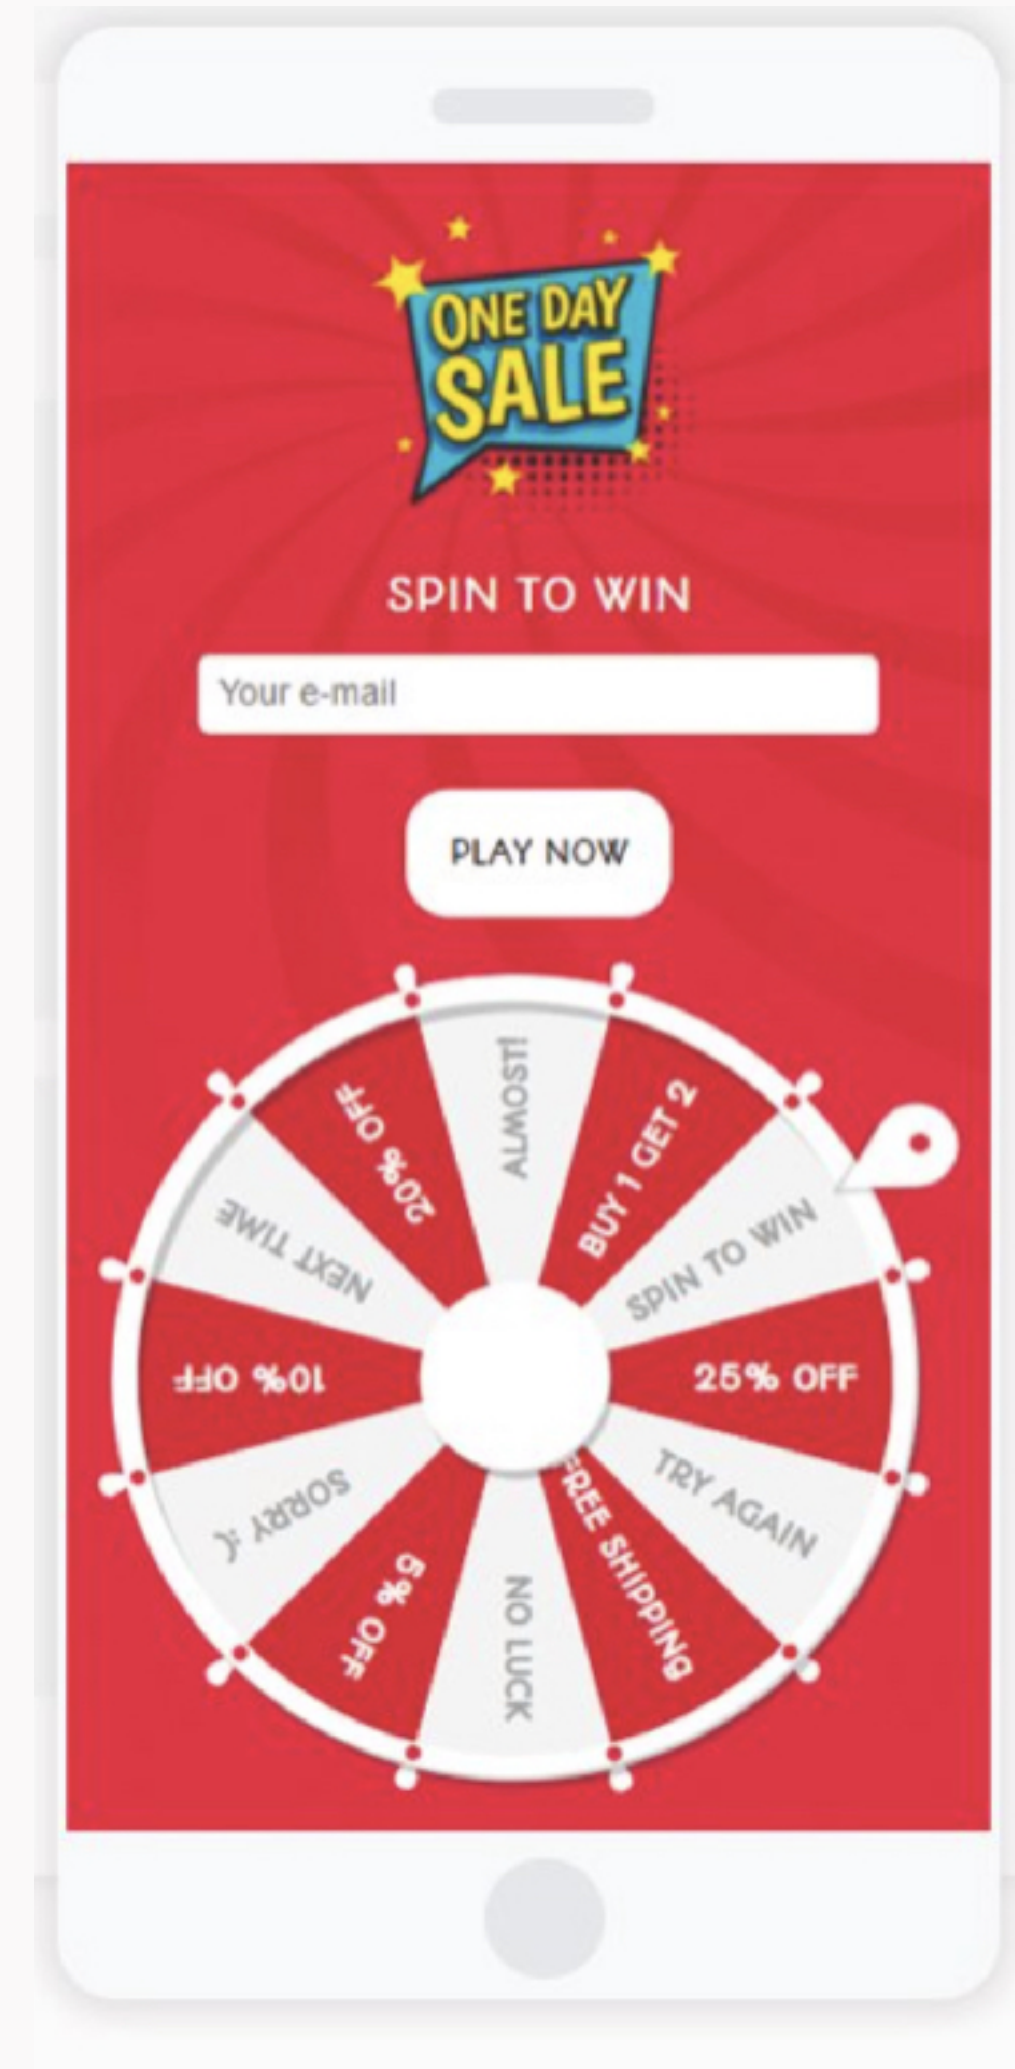 ONE DAY
SALE
SPIN TO WIN
Your e-mail
PLAY NOW
ALMOST!
BUY 1 GET 2
SPIN TO WIN
25% OFF
TRY AGAIN
FREE SHIPPING
NO LUCK
5% OFF
SORRY :(
10% OFF
NEXT TIME
20% OFF